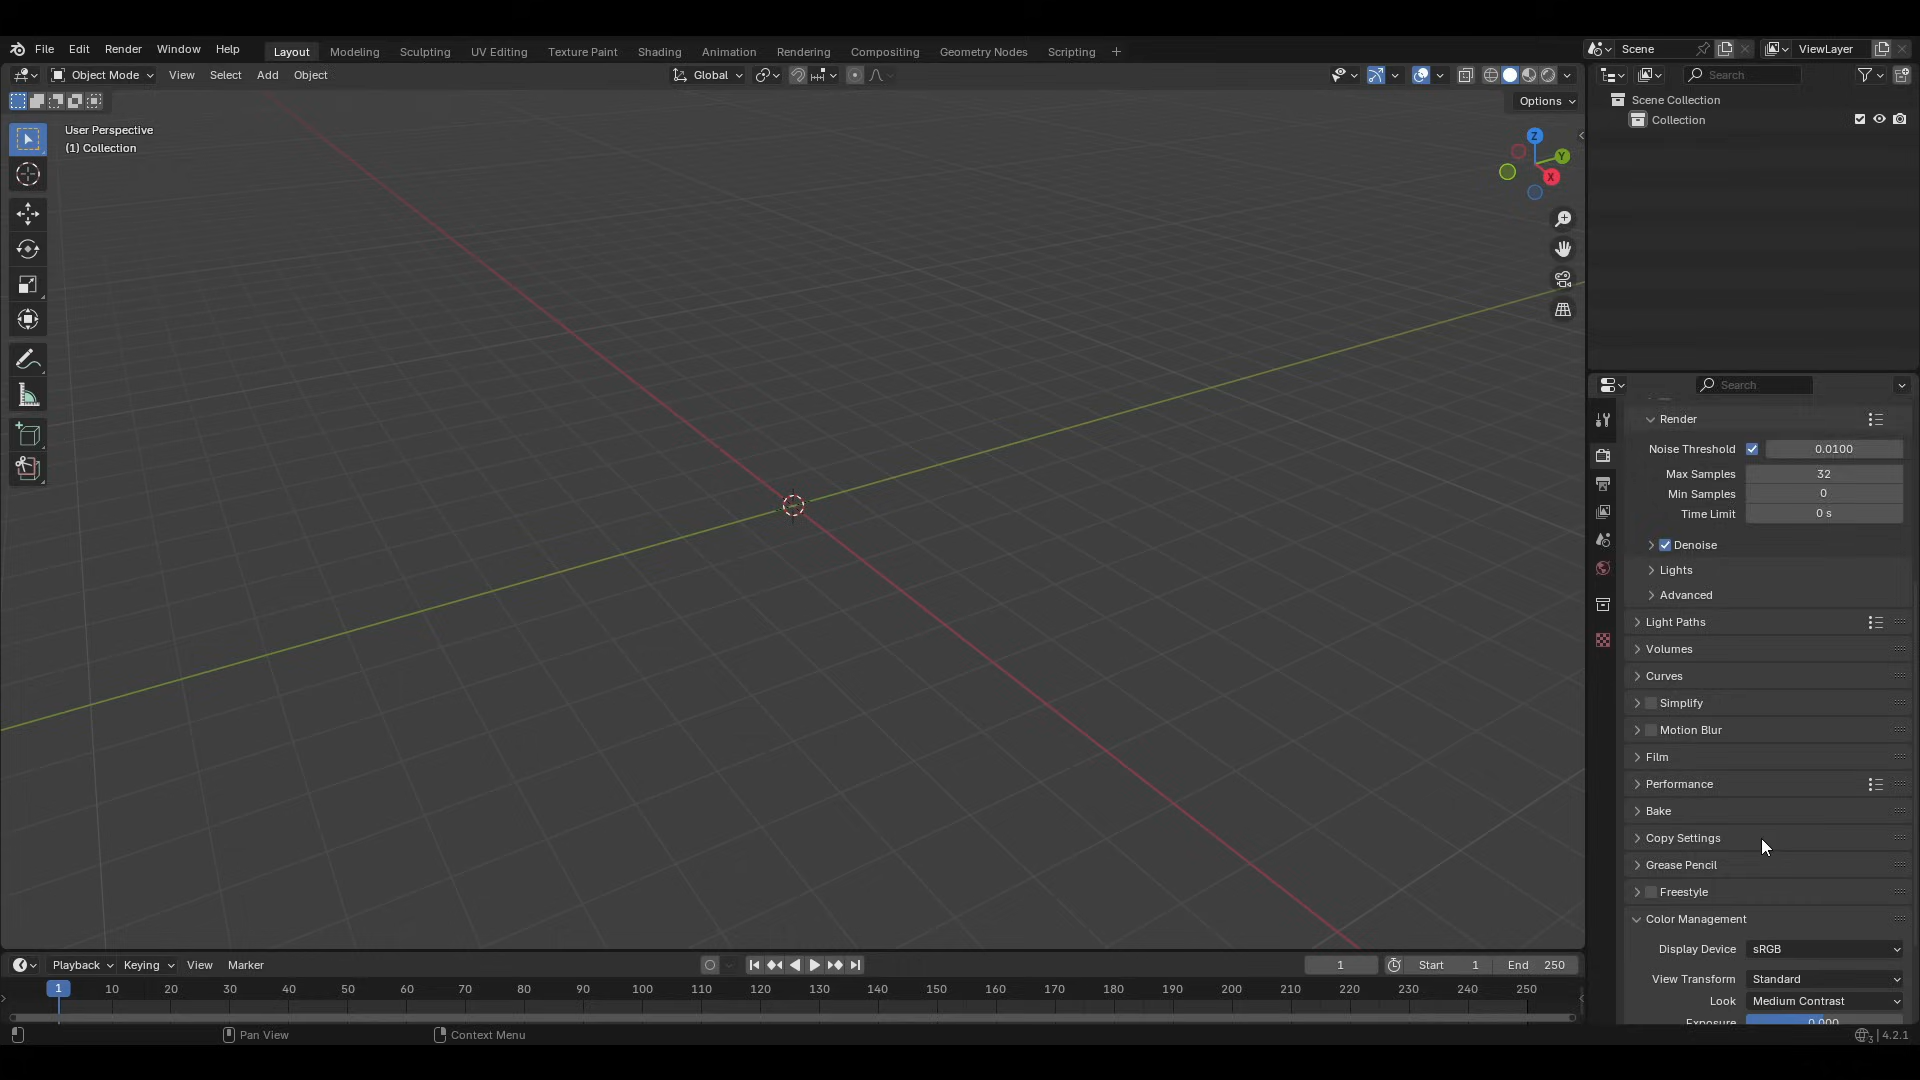 File Edit Render Window Help Layout Modeling Sculpting UV Editing Texture Paint Shading Animation Rendering Compositing Geometry Nodes Scripting + Scene ViewLayer
Object Mode View Select Add Object Global Search
Options
User Perspective
(1) Collection
Z
Y
X
Scene Collection
Collection
Search
Render
Noise Threshold 0.0100
Max Samples 32
Min Samples 0
Time Limit 0 s
Denoise
Lights
Advanced
Light Paths
Volumes
Curves
Simplify
Motion Blur
Film
Performance
Bake
Copy Settings
Grease Pencil
Freestyle
Color Management
Display Device sRGB
View Transform Standard
Look Medium Contrast
Exposure 0.000
Playback Keying View Marker 1 Start 1 End 250
1 10 20 30 40 50 60 70 80 90 100 110 120 130 140 150 160 170 180 190 200 210 220 230 240 250
Pan View Context Menu 3 4.2.1